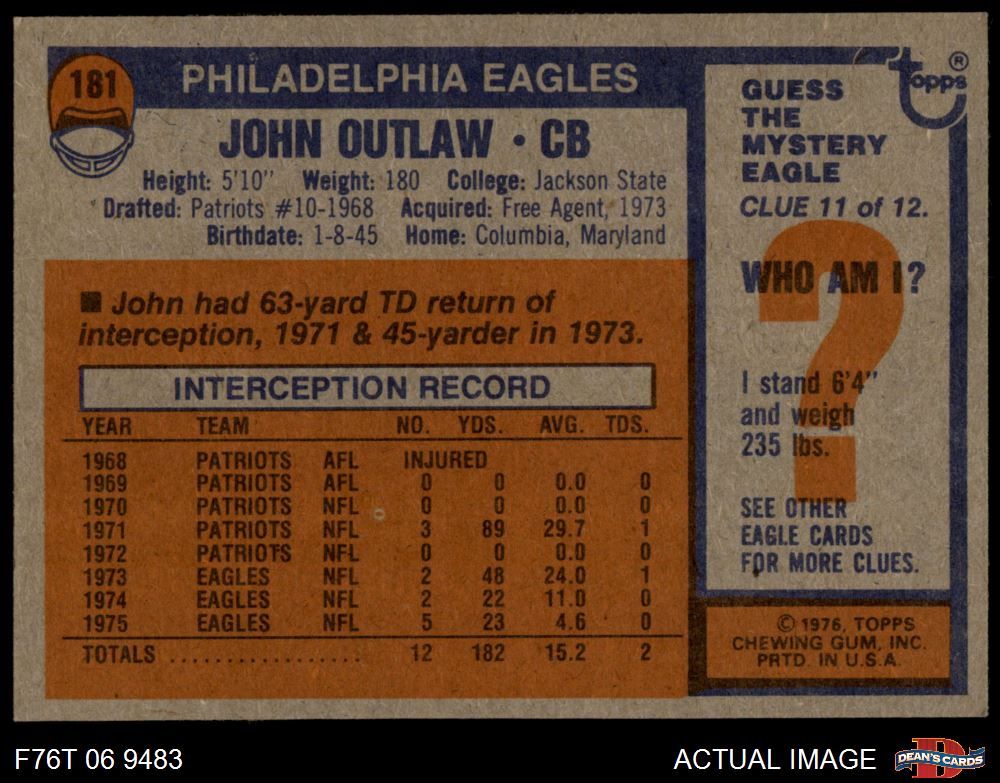 181
PHILADELPHIA EAGLES
JOHN OUTLAW • CB
Height: 5'10" Weight: 180 College: Jackson State
Drafted: Patriots #10-1968 Acquired: Free Agent, 1973
Birthdate: 1-8-45 Home: Columbia, Maryland
■ John had 63-yard TD return of
interception, 1971 & 45-yarder in 1973.
INTERCEPTION RECORD
YEAR TEAM NO. YDS. AVG. TDS.
1968 PATRIOTS AFL INJURED
1969 PATRIOTS AFL 0 0 0.0 0
1970 PATRIOTS NFL 0 0 0.0 0
1971 PATRIOTS NFL 3 89 29.7 1
1972 PATRIOTS NFL 0 0 0.0 0
1973 EAGLES NFL 2 48 24.0 1
1974 EAGLES NFL 2 22 11.0 0
1975 EAGLES NFL 5 23 4.6 0
TOTALS .................. 12 182 15.2 2
topps®
GUESS
THE
MYSTERY
EAGLE
CLUE 11 of 12.
?
WHO AM I?
I stand 6'4"
and weigh
235 lbs.
SEE OTHER
EAGLE CARDS
FOR MORE CLUES.
© 1976, TOPPS
CHEWING GUM, INC.
PRTD. IN U.S.A.
F76T 06 9483
ACTUAL IMAGE
D
DEAN'S CARDS